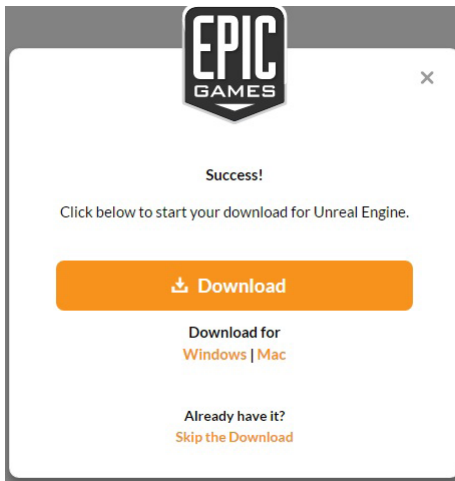 EPIC
GAMES
Success!
Click below to start your download for Unreal Engine.
Download
Download for
Windows | Mac
Already have it?
Skip the Download